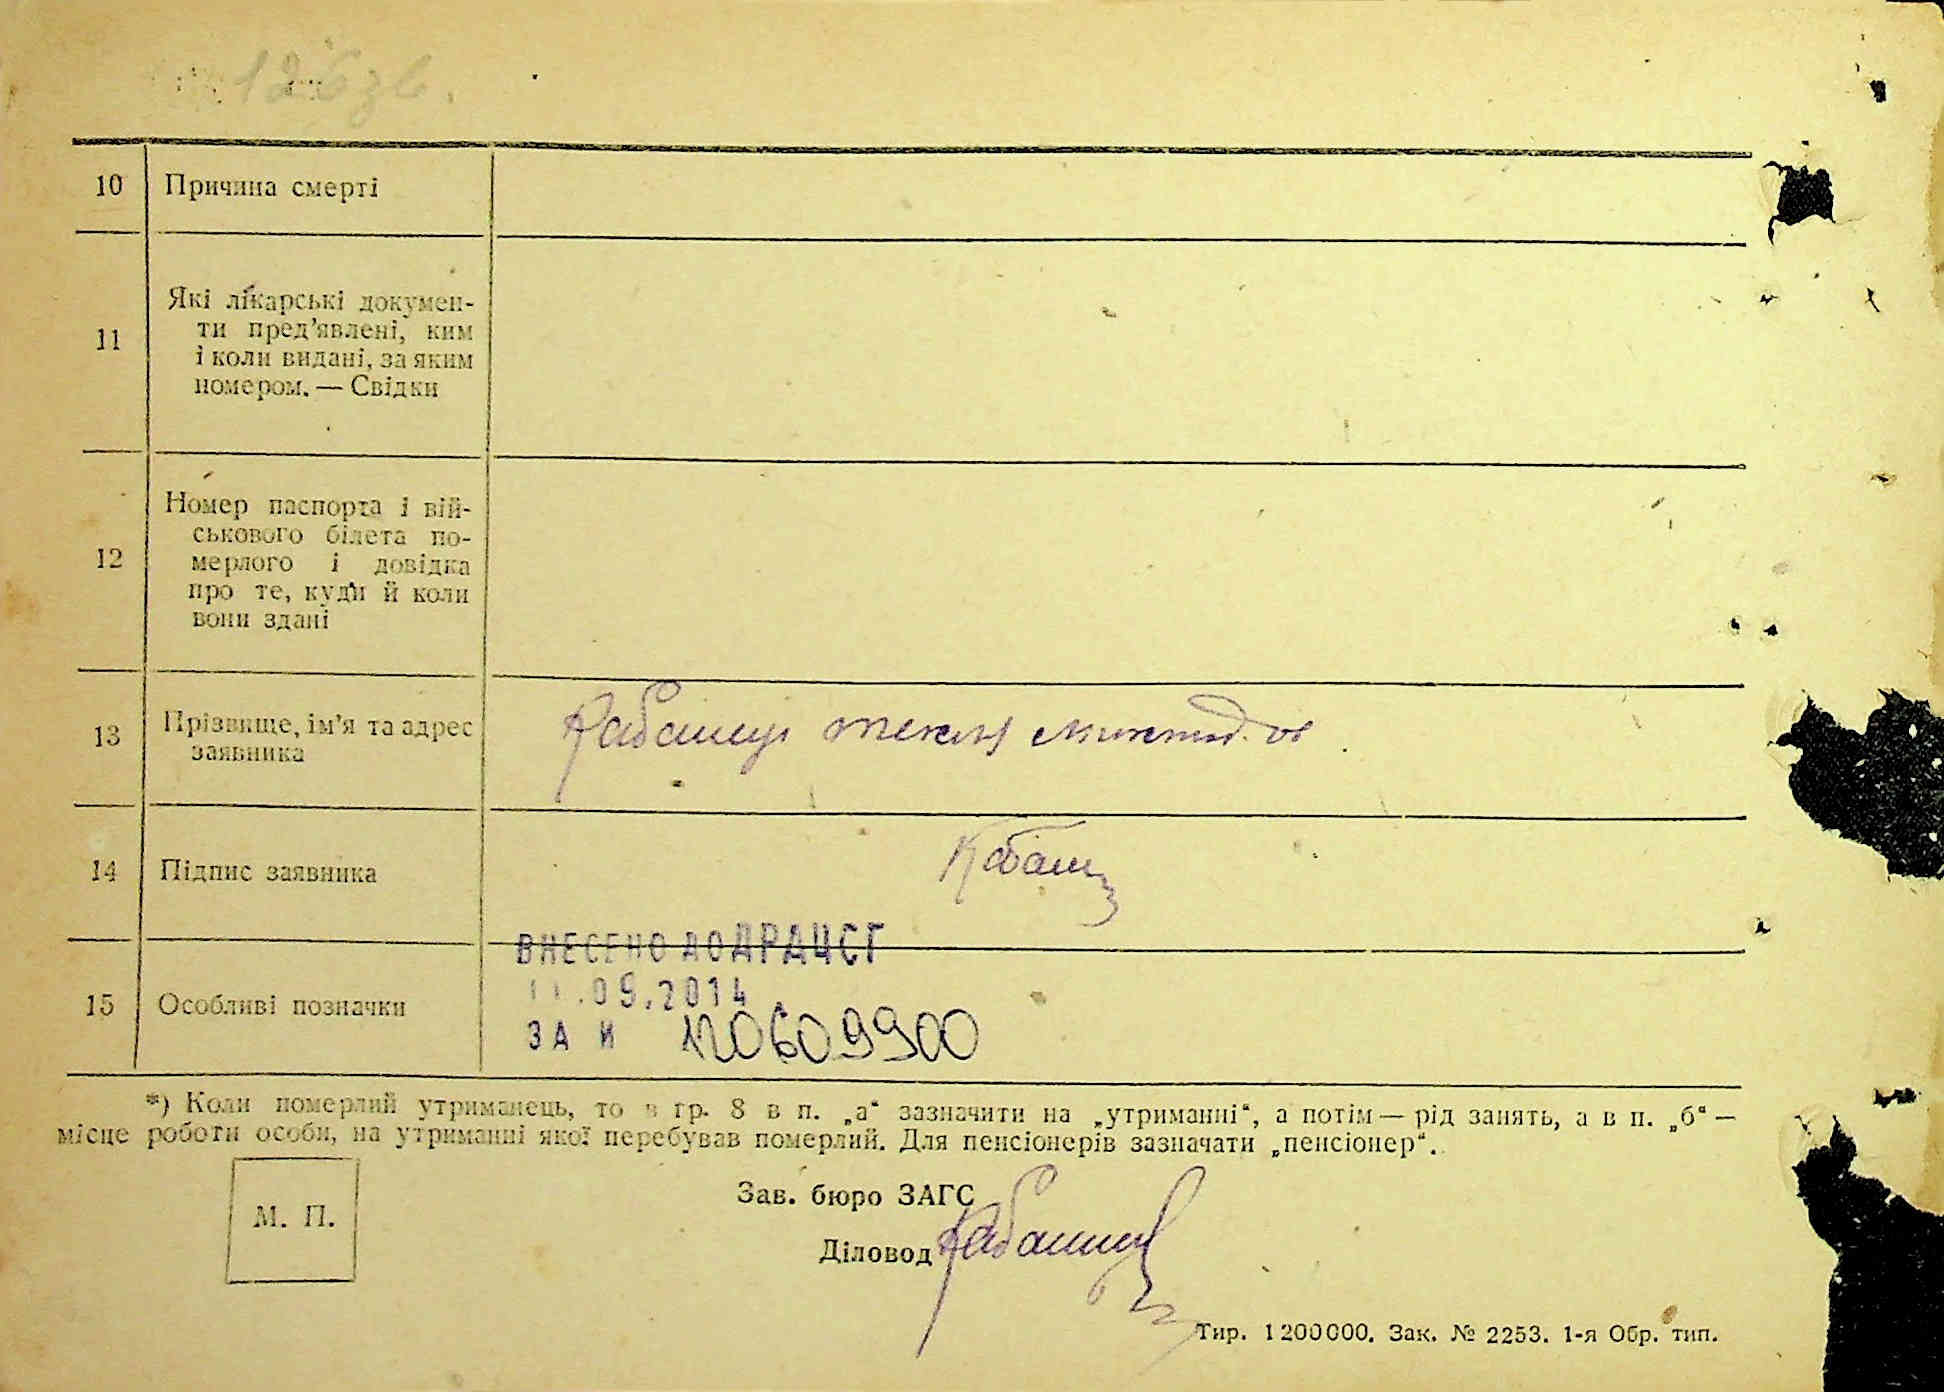 126зв.
10 Причина смерті
11 Які лікарські докумен-
ти пред'явлені, ким
і коли видані, за яким
номером. — Свідки
12 Номер паспорта і вій-
ськового білета по-
мерлого і довідка
про те, куди й коли
вони здані
13 Прізвище, ім'я та адрес
заявника
14 Підпис заявника
ВНЕСЕНО ДО ДРАЦСГ
15 Особливі позначки
11.09.2014
ЗА И 120609900
*) Коли померлий утриманець, то в гр. 8 в п. „а“ зазначити на „утриманні“, а потім — рід занять, а в п. „б“ —
місце роботи особи, на утриманні якої перебував померлий. Для пенсіонерів зазначати „пенсіонер“.
М. П.
Зав. бюро ЗАГС
Діловод
Тир. 1200000. Зак. № 2253. 1-я Обр. тип.